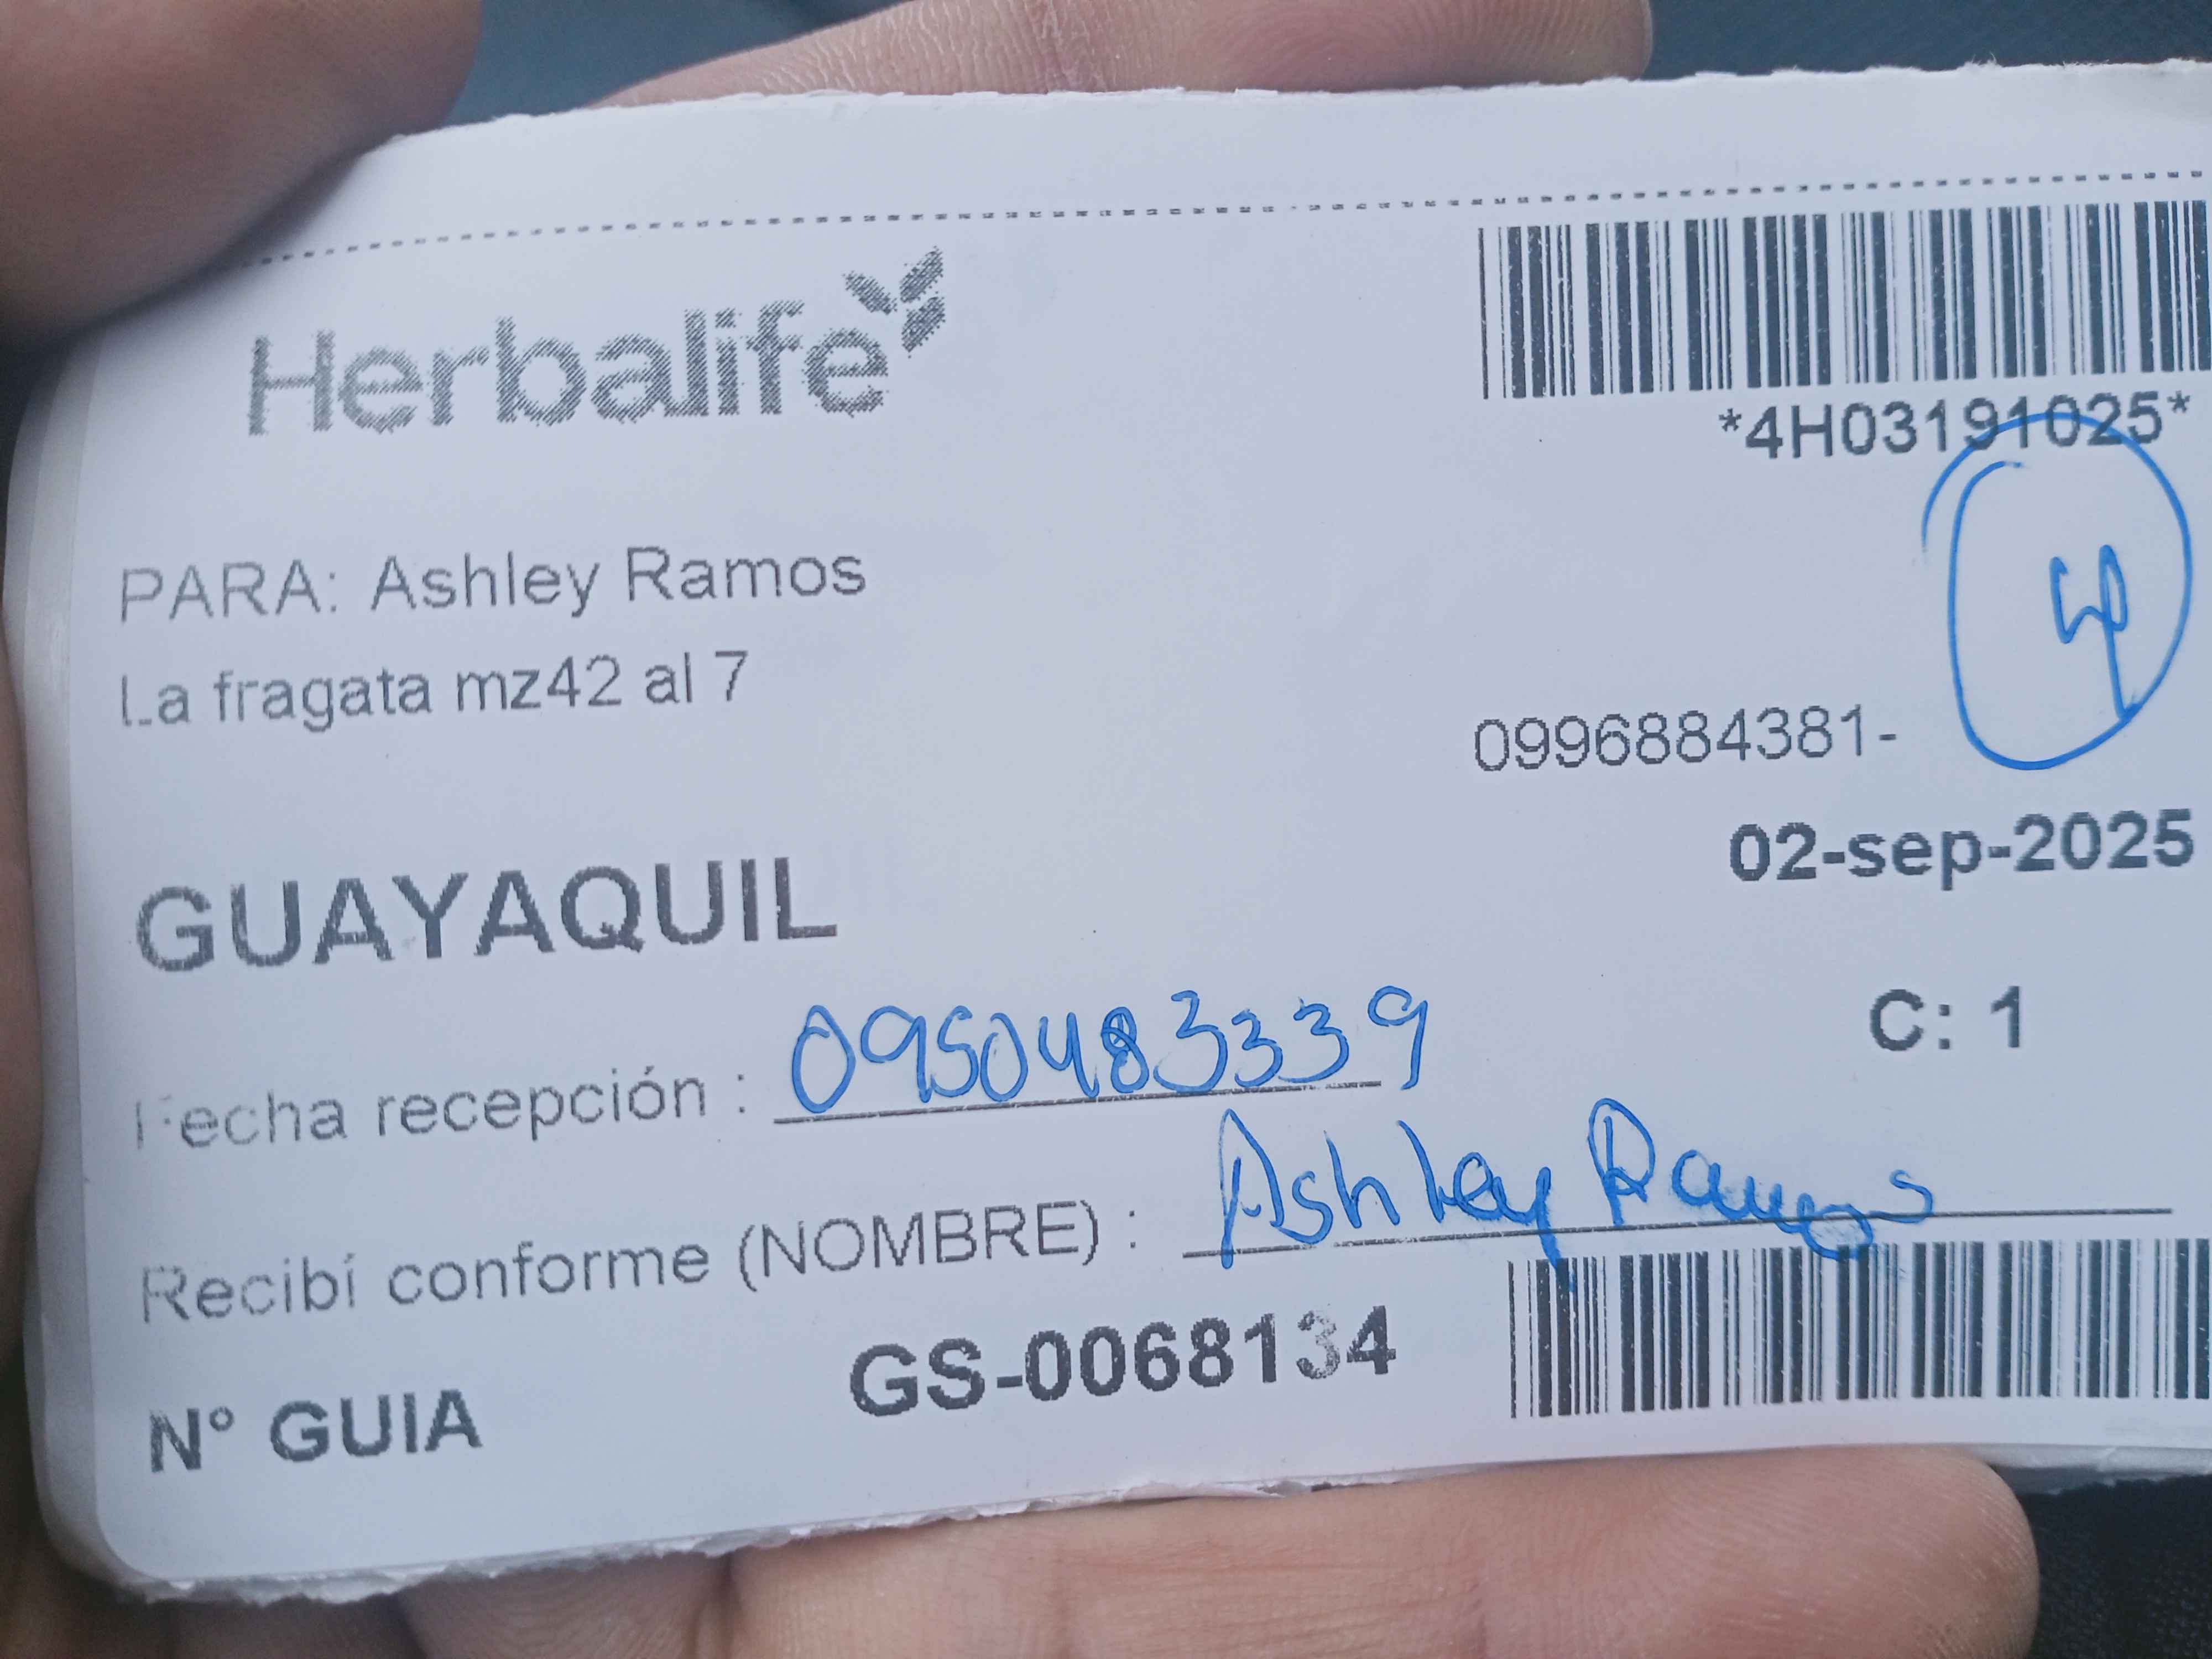 Herbalife
*4H03191025*
4
PARA: Ashley Ramos
La fragata mz42 al 7
0996884381-
02-sep-2025
GUAYAQUIL
C: 1
Fecha recepción : 0950483339
Recibí conforme (NOMBRE) : Ashley Ramos
N° GUIA GS-0068134